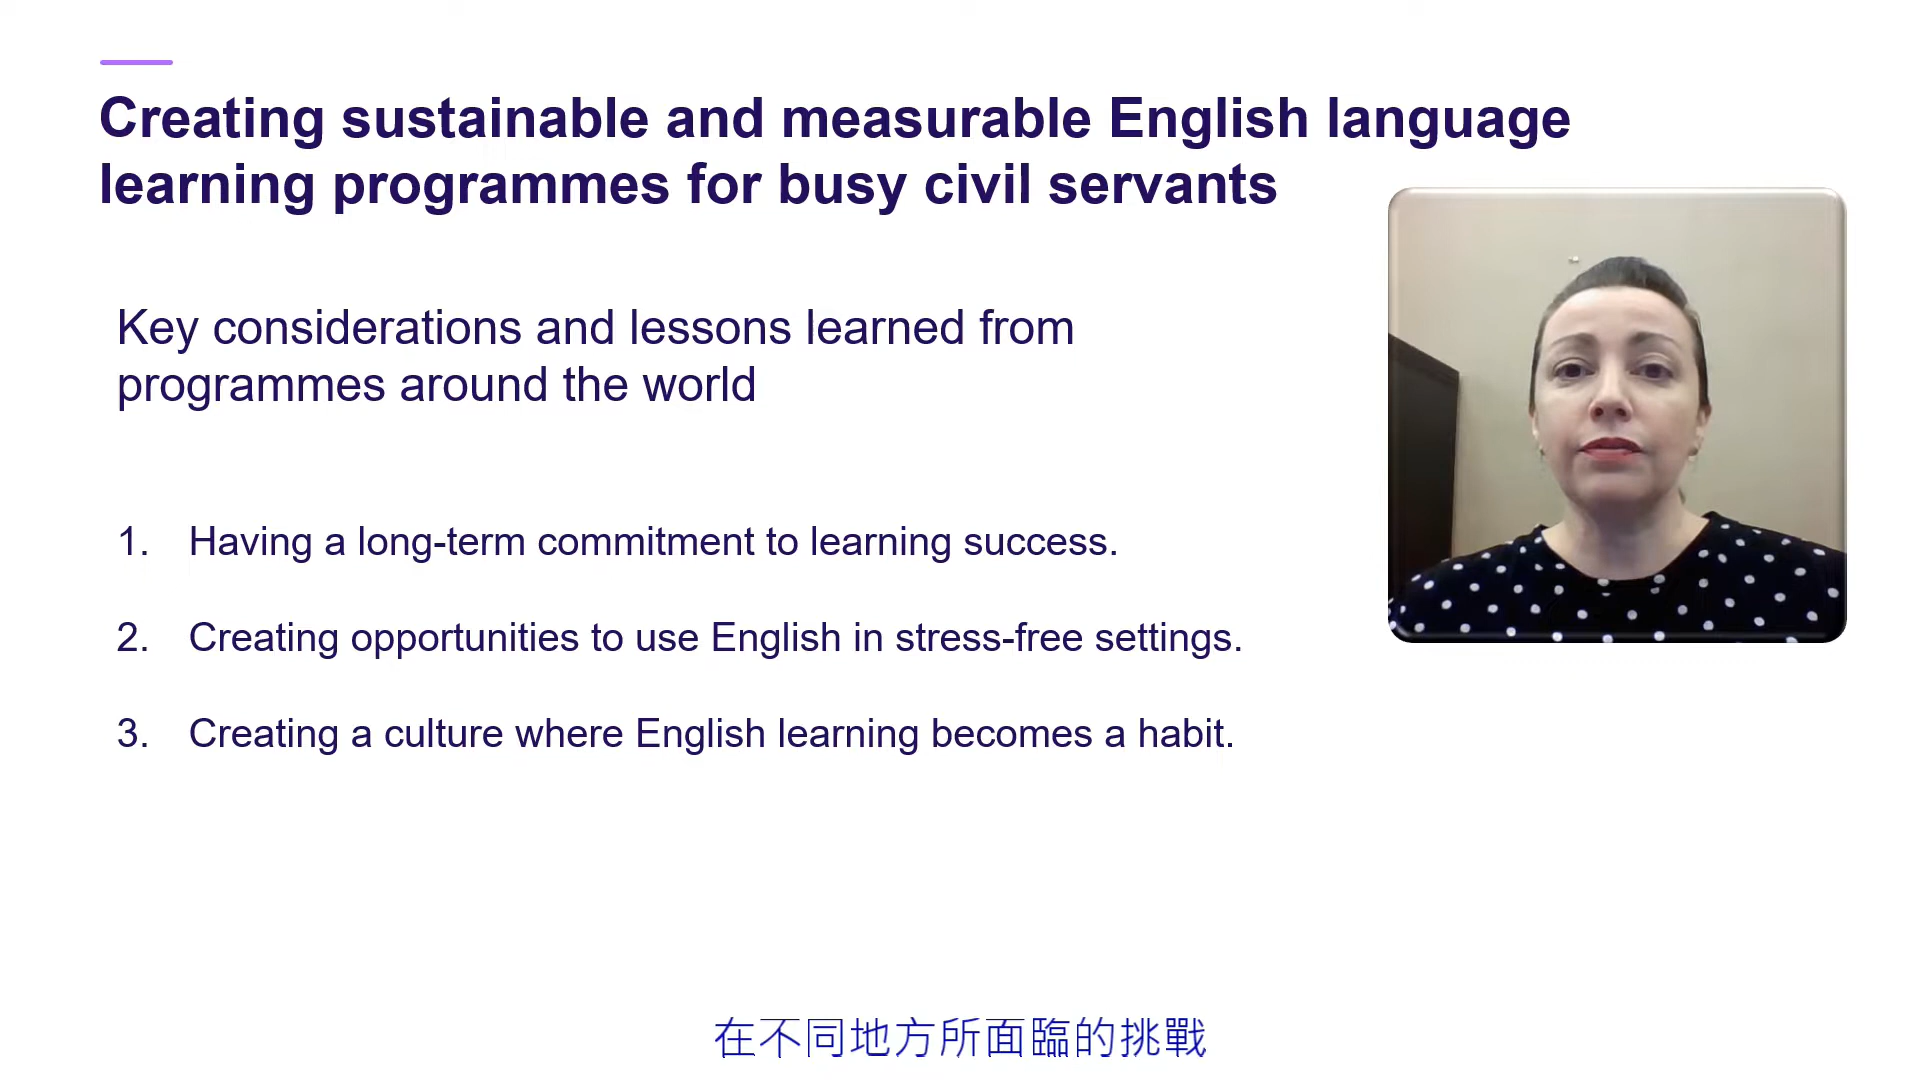 Creating sustainable and measurable English language
learning programmes for busy civil servants
Key considerations and lessons learned from
programmes around the world
1. Having a long-term commitment to learning success.
2. Creating opportunities to use English in stress-free settings.
3. Creating a culture where English learning becomes a habit.
在不同地方所面臨的挑戰